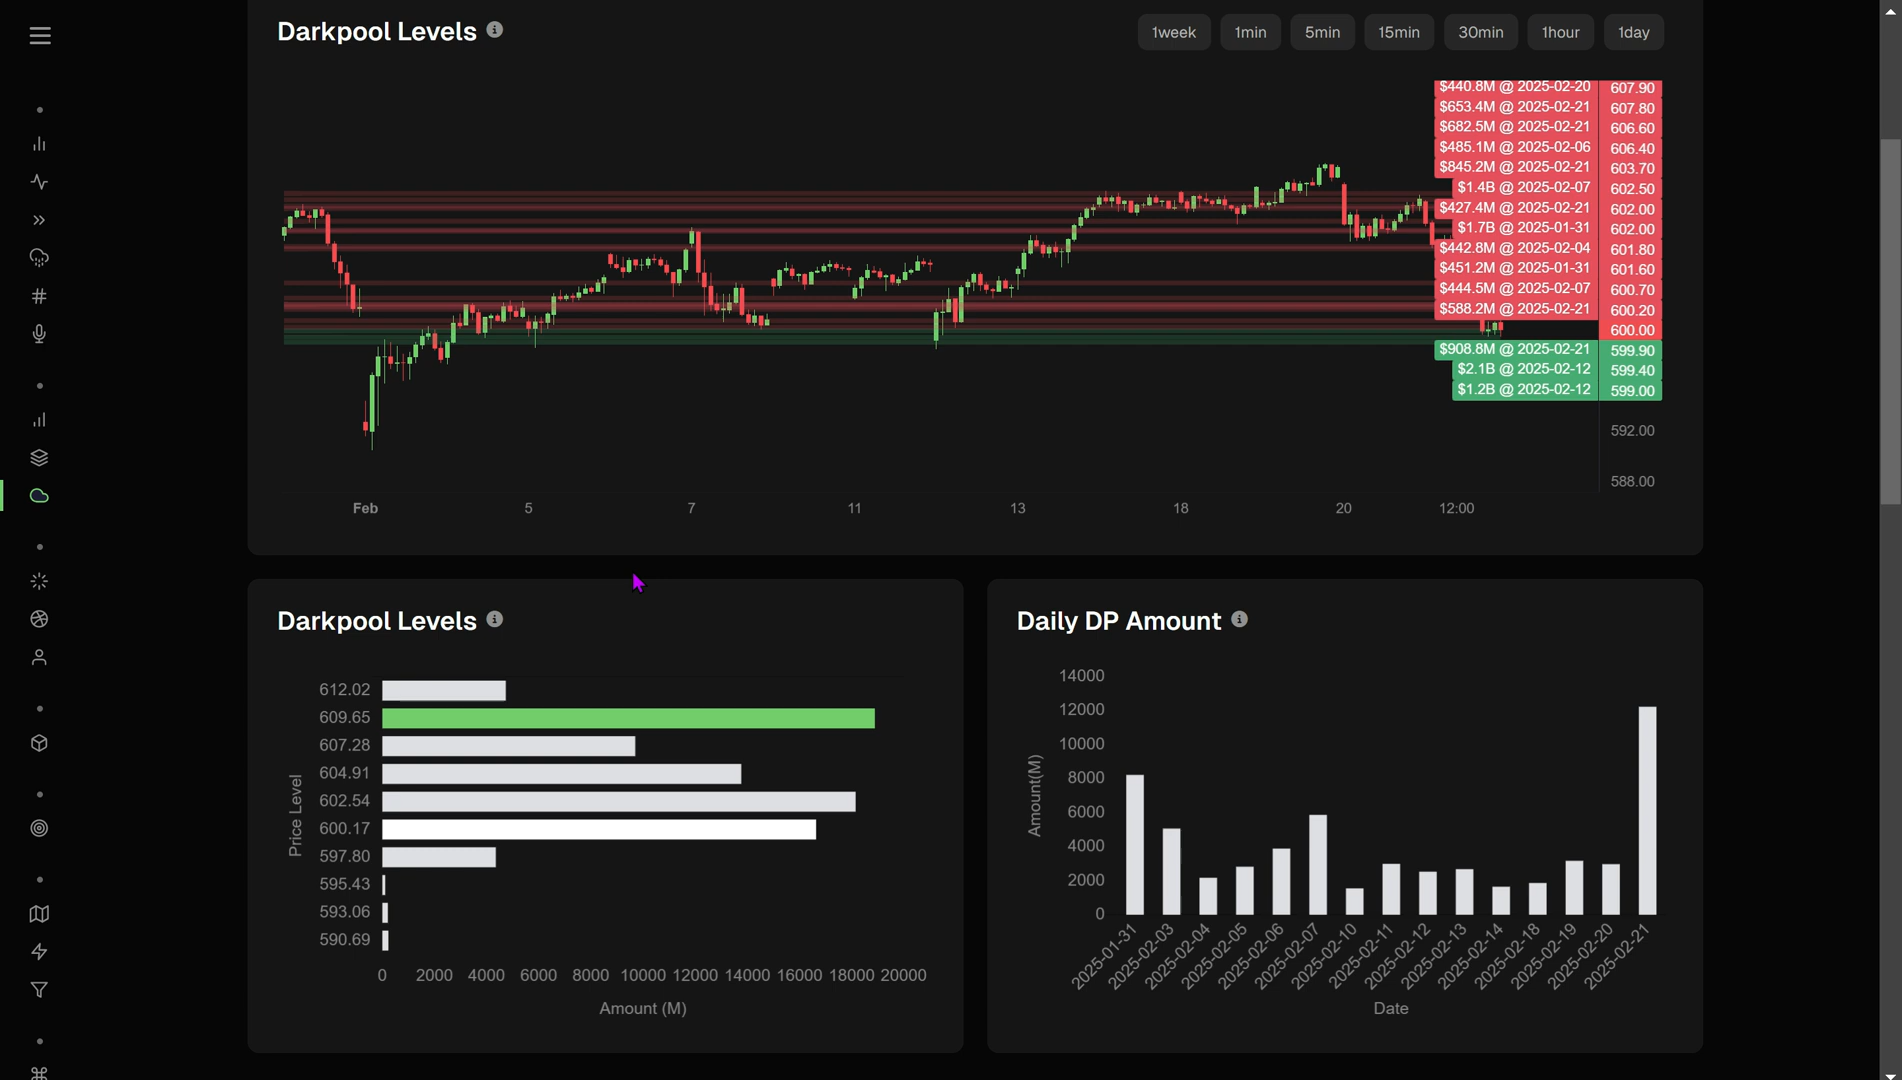 Darkpool Levels
1week
1min
5min
15min
30min
1hour
1day
$440.8M @ 2025-02-20 607.90
$653.4M @ 2025-02-21 607.80
$682.5M @ 2025-02-21 606.60
$485.1M @ 2025-02-06 606.40
$845.2M @ 2025-02-21 603.70
$1.4B @ 2025-02-07 602.50
$427.4M @ 2025-02-21 602.00
$1.7B @ 2025-01-31 602.00
$442.8M @ 2025-02-04 601.80
$451.2M @ 2025-01-31 601.60
$444.5M @ 2025-02-07 600.70
$588.2M @ 2025-02-21 600.20
600.00
$908.8M @ 2025-02-21 599.90
$2.1B @ 2025-02-12 599.40
$1.2B @ 2025-02-12 599.00
592.00
588.00
Feb 5 7 11 13 18 20 12:00
Darkpool Levels
Price Level
612.02
609.65
607.28
604.91
602.54
600.17
597.80
595.43
593.06
590.69
0 2000 4000 6000 8000 10000 12000 14000 16000 18000 20000
Amount (M)
Daily DP Amount
Amount(M)
14000
12000
10000
8000
6000
4000
2000
0
2025-01-31
2025-02-03
2025-02-04
2025-02-05
2025-02-06
2025-02-07
2025-02-10
2025-02-11
2025-02-12
2025-02-13
2025-02-14
2025-02-18
2025-02-19
2025-02-20
2025-02-21
Date